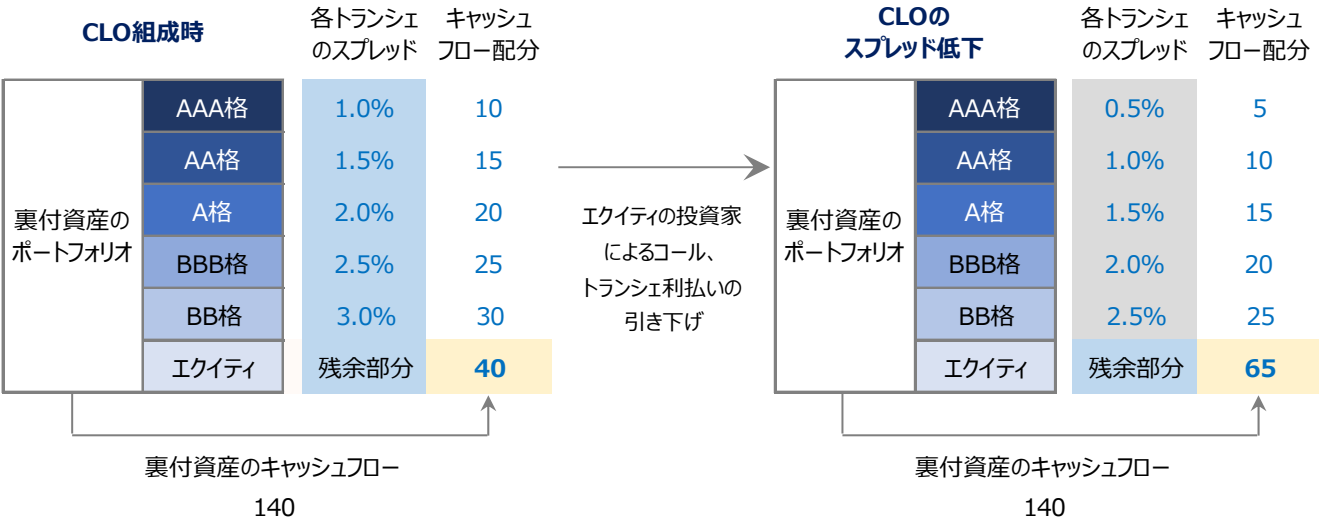 CLO組成時
各トランシェ
のスプレッド
キャッシュ
フロー配分
裏付資産の
ポートフォリオ
AAA格 1.0% 10
AA格 1.5% 15
A格 2.0% 20
BBB格 2.5% 25
BB格 3.0% 30
エクイティ 残余部分 40
裏付資産のキャッシュフロー
140
エクイティの投資家
によるコール、
トランシェ利払いの
引き下げ
CLOの
スプレッド低下
各トランシェ
のスプレッド
キャッシュ
フロー配分
裏付資産の
ポートフォリオ
AAA格 0.5% 5
AA格 1.0% 10
A格 1.5% 15
BBB格 2.0% 20
BB格 2.5% 25
エクイティ 残余部分 65
裏付資産のキャッシュフロー
140